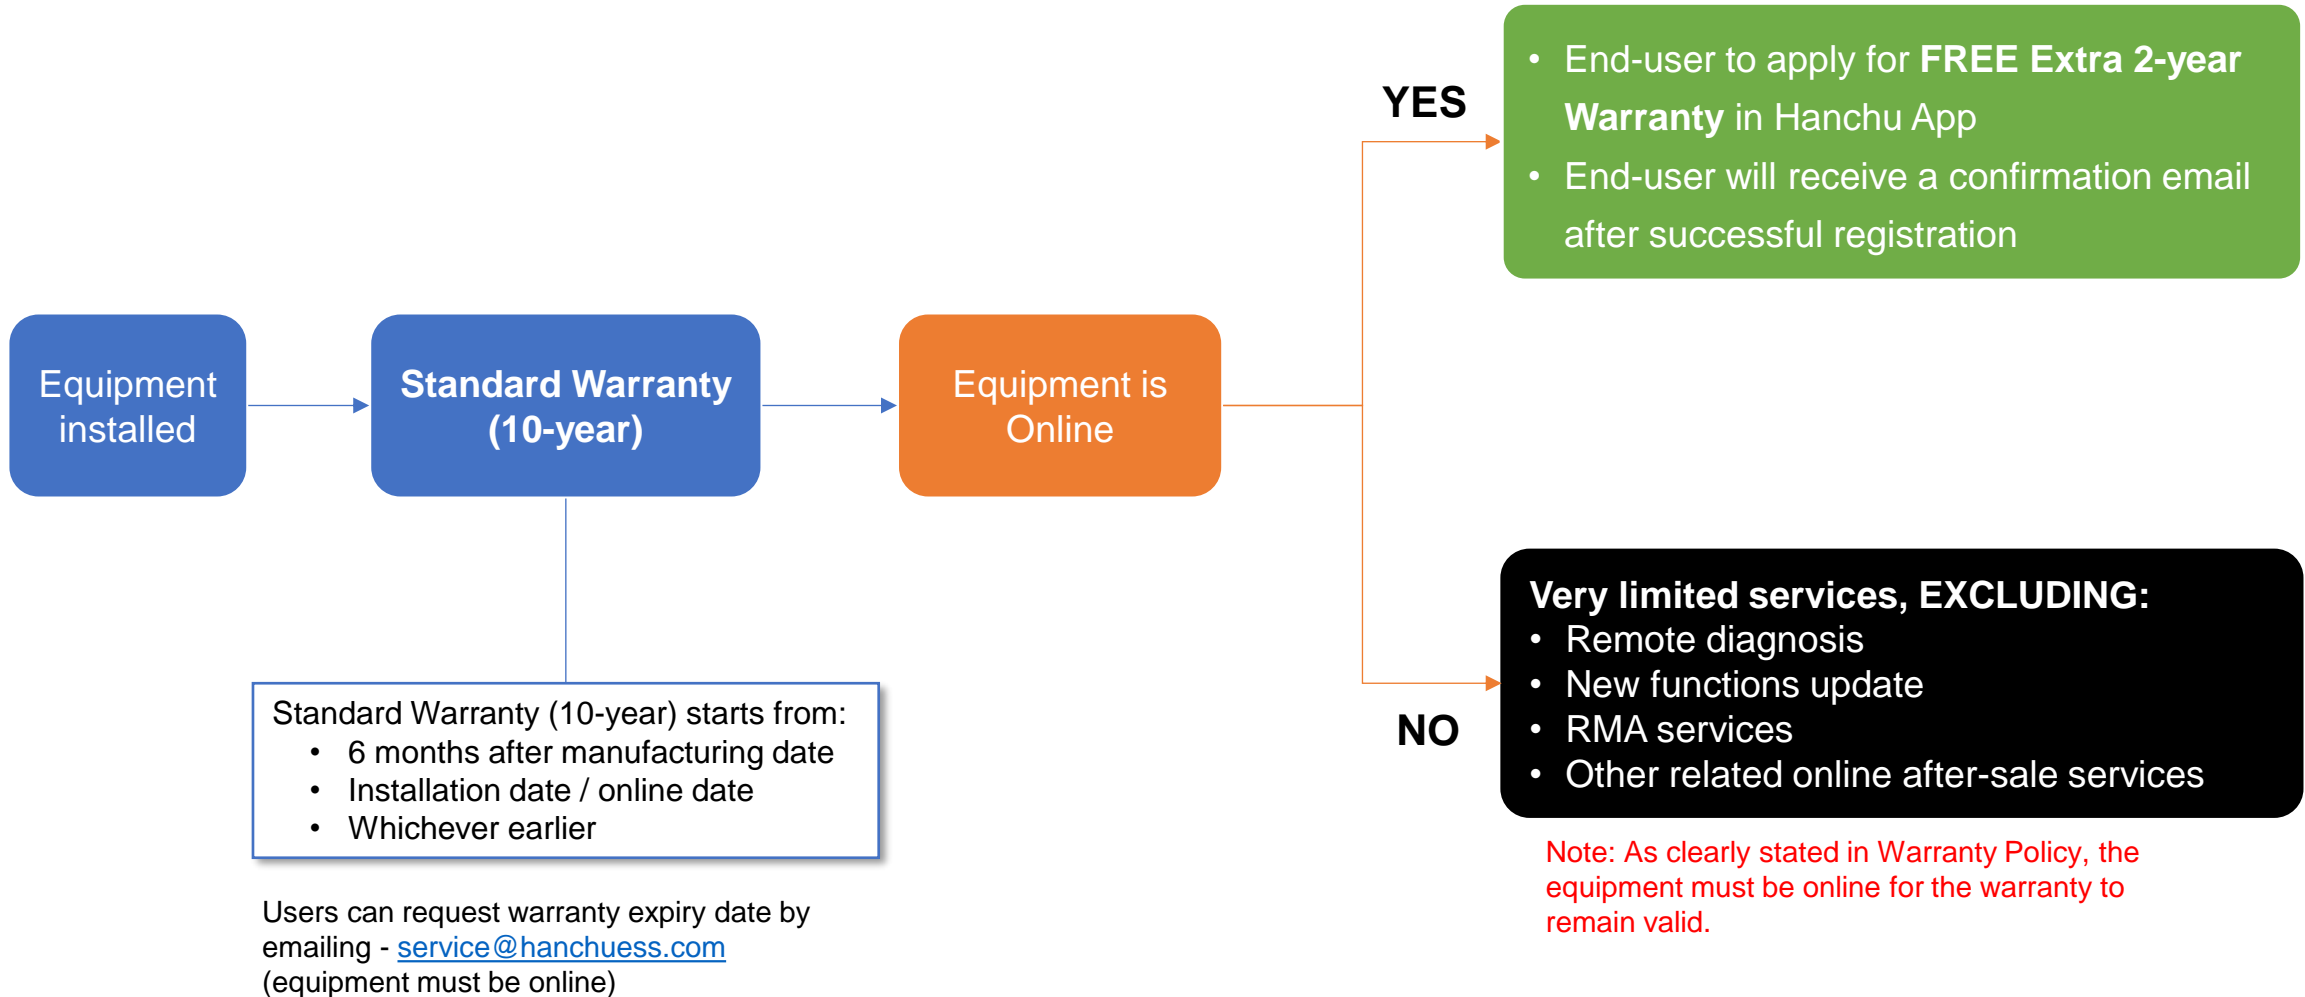 YES
• End-user to apply for FREE Extra 2-year
Warranty in Hanchu App
• End-user will receive a confirmation email
after successful registration
Equipment
installed
Standard Warranty
(10-year)
Equipment is
Online
Standard Warranty (10-year) starts from:
• 6 months after manufacturing date
• Installation date / online date
• Whichever earlier
Users can request warranty expiry date by
emailing - service@hanchuess.com
(equipment must be online)
NO
Very limited services, EXCLUDING:
• Remote diagnosis
• New functions update
• RMA services
• Other related online after-sale services
Note: As clearly stated in Warranty Policy, the
equipment must be online for the warranty to
remain valid.